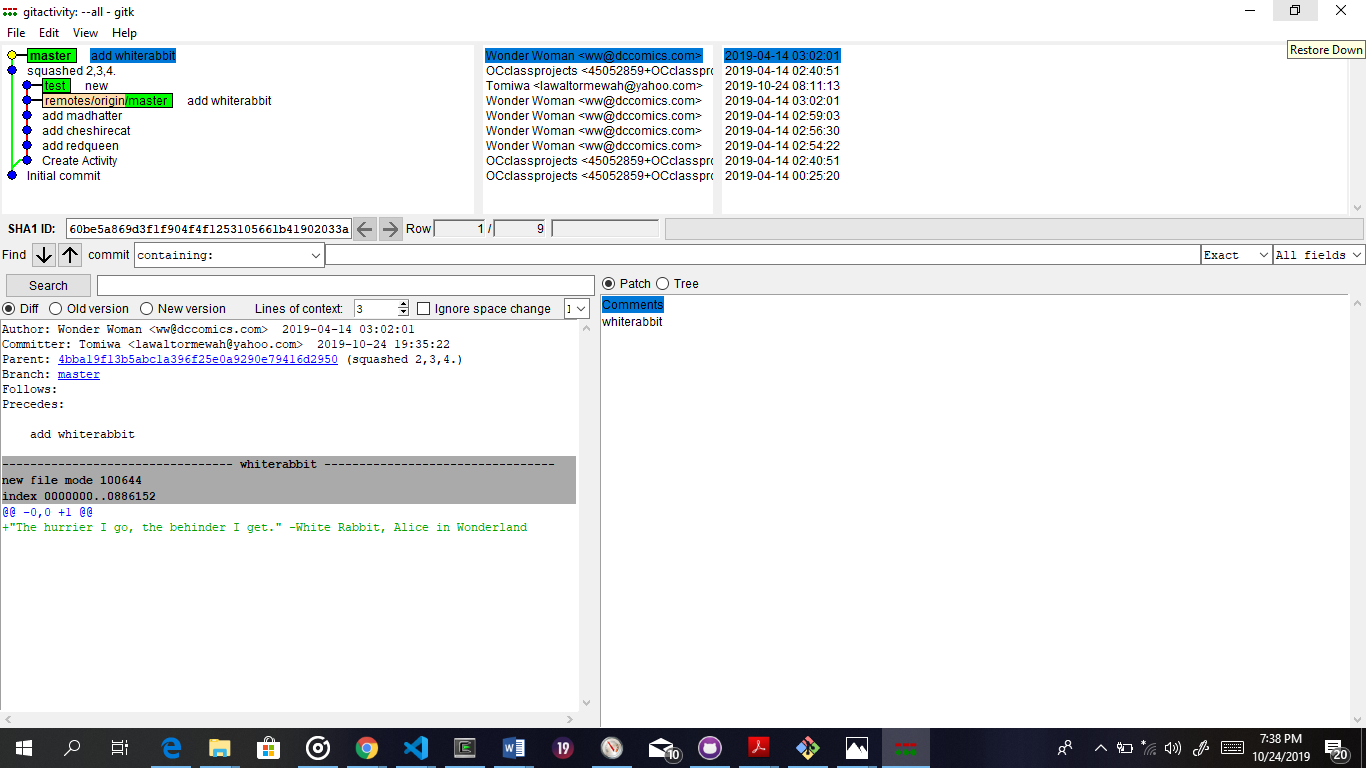 gitactivity: --all - gitk
File Edit View Help
Restore Down
master add whiterabbit Wonder Woman <ww@dccomics.com> 2019-04-14 03:02:01
squashed 2,3,4. OCclassprojects <45052859+OCclasspro 2019-04-14 02:40:51
test new Tomiwa <lawaltormewah@yahoo.com> 2019-10-24 08:11:13
remotes/origin/master add whiterabbit Wonder Woman <ww@dccomics.com> 2019-04-14 03:02:01
add madhatter Wonder Woman <ww@dccomics.com> 2019-04-14 02:59:03
add cheshirecat Wonder Woman <ww@dccomics.com> 2019-04-14 02:56:30
add redqueen Wonder Woman <ww@dccomics.com> 2019-04-14 02:54:22
Create Activity OCclassprojects <45052859+OCclasspro 2019-04-14 02:40:51
Initial commit OCclassprojects <45052859+OCclasspro 2019-04-14 00:25:20
SHA1 ID: 60be5a869d3f1f904f4f1253105661b41902033a Row 1 / 9
Find commit containing: Exact All fields
Search
Patch Tree
Diff Old version New version Lines of context: 3 Ignore space change
Comments
whiterabbit
Author: Wonder Woman <ww@dccomics.com> 2019-04-14 03:02:01
Committer: Tomiwa <lawaltormewah@yahoo.com> 2019-10-24 19:35:22
Parent: 4bba19f13b5abc1a396f25e0a9290e79416d2950 (squashed 2,3,4.)
Branch: master
Follows:
Precedes:
add whiterabbit
--------------------------------- whiterabbit ---------------------------------
new file mode 100644
index 0000000..0886152
@@ -0,0 +1 @@
+"The hurrier I go, the behinder I get." -White Rabbit, Alice in Wonderland
19
10
7:38 PM
10/24/2019
20